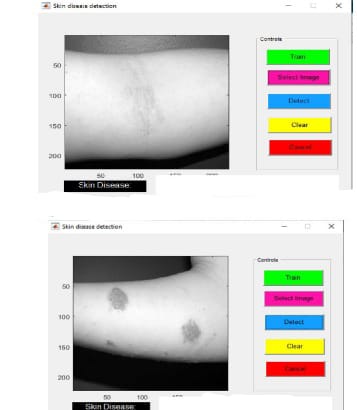 Skin disease detection
Controls
Train
50
Select Image
100
Detect
150
Clear
200
Cancel
50 100
Skin Disease:
Skin disease detection
Controls
Train
50
Select Image
100
Detect
150
Clear
200
Cancel
50 100
Skin Disease: